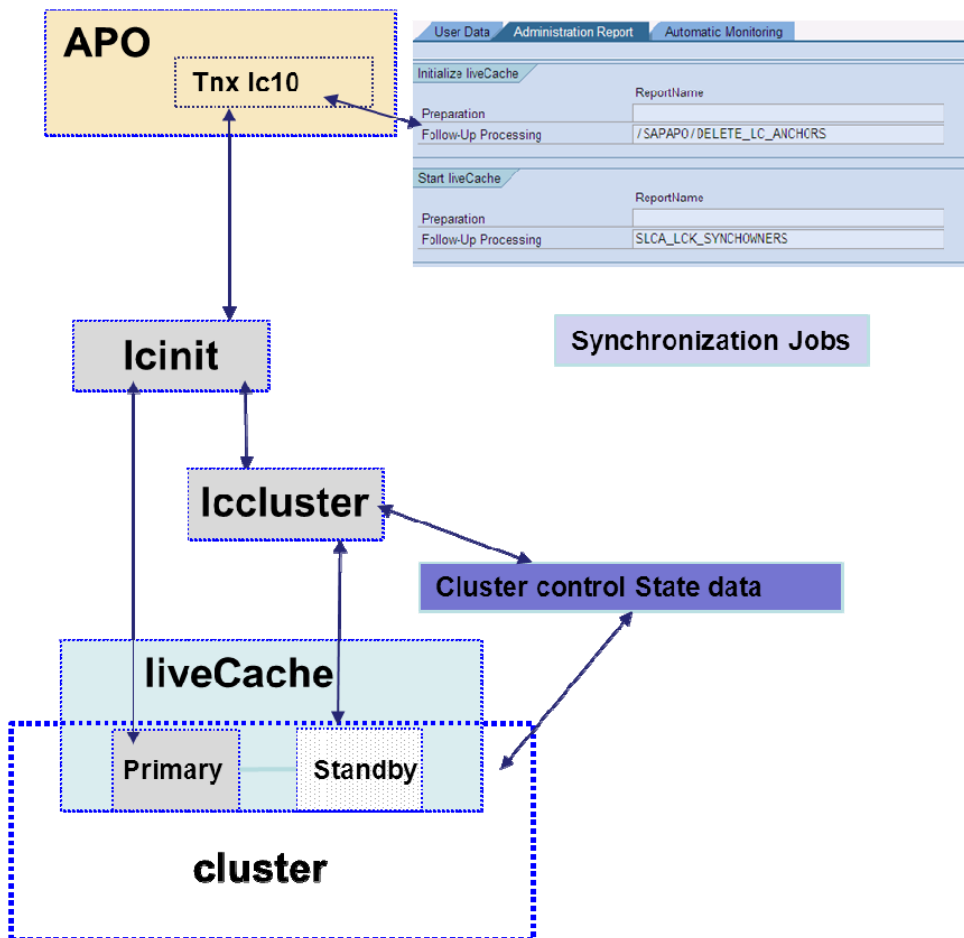 APO
Tnx lc10
User Data Administration Report Automatic Monitoring
Initialize liveCache
ReportName
Preparation
Follow-Up Processing /SAPAPO/DELETE_LC_ANCHORS
Start liveCache
ReportName
Preparation
Follow-Up Processing SLCA_LCK_SYNCHOWNERS
lcinit
Synchronization Jobs
lccluster
Cluster control State data
liveCache
Primary Standby
cluster